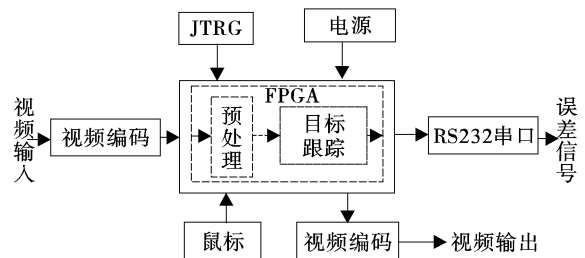 JTRG
电源
FPGA
视频输入
视频编码
预处理
目标
跟踪
RS232串口
误差信号
鼠标
视频编码
视频输出